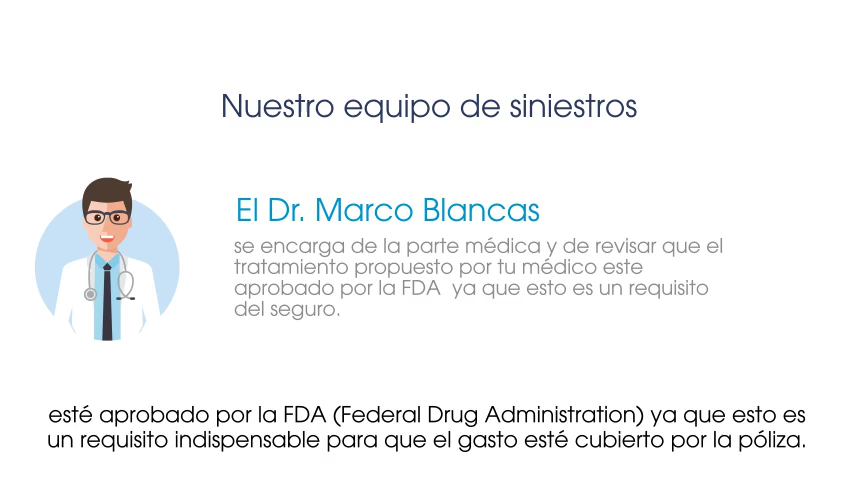 Nuestro equipo de siniestros
El Dr. Marco Blancas
se encarga de la parte médica y de revisar que el
tratamiento propuesto por tu médico este
aprobado por la FDA ya que esto es un requisito
del seguro.
esté aprobado por la FDA (Federal Drug Administration) ya que esto es
un requisito indispensable para que el gasto esté cubierto por la póliza.